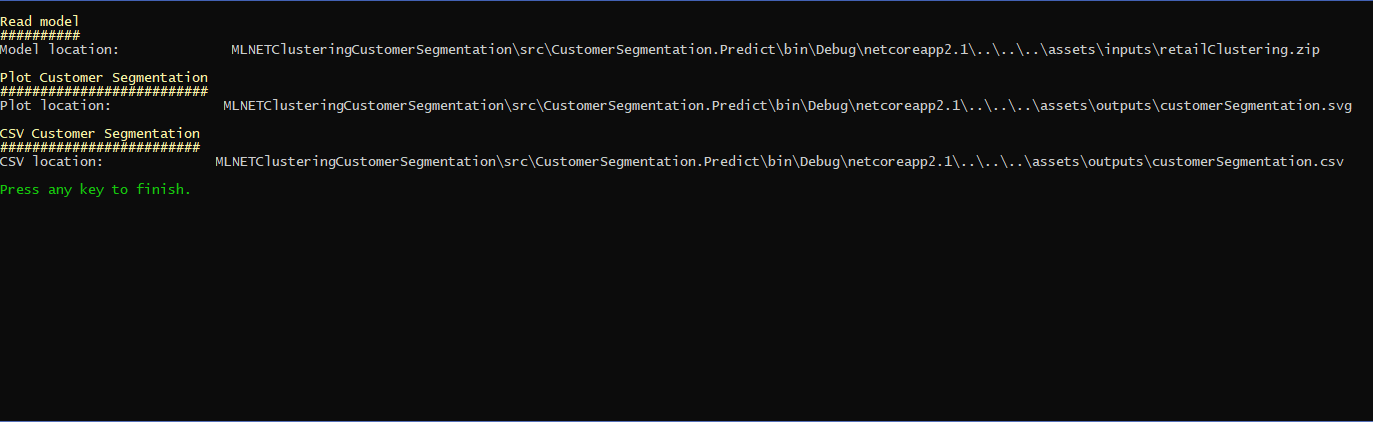 Read model
##########
Model location: MLNETClusteringCustomerSegmentation\src\CustomerSegmentation.Predict\bin\Debug\netcoreapp2.1\..\..\..\assets\inputs\retailClustering.zip
Plot Customer Segmentation
##########################
Plot location: MLNETClusteringCustomerSegmentation\src\CustomerSegmentation.Predict\bin\Debug\netcoreapp2.1\..\..\..\assets\outputs\customerSegmentation.svg
CSV Customer Segmentation
#########################
CSV location: MLNETClusteringCustomerSegmentation\src\CustomerSegmentation.Predict\bin\Debug\netcoreapp2.1\..\..\..\assets\outputs\customerSegmentation.csv
Press any key to finish.